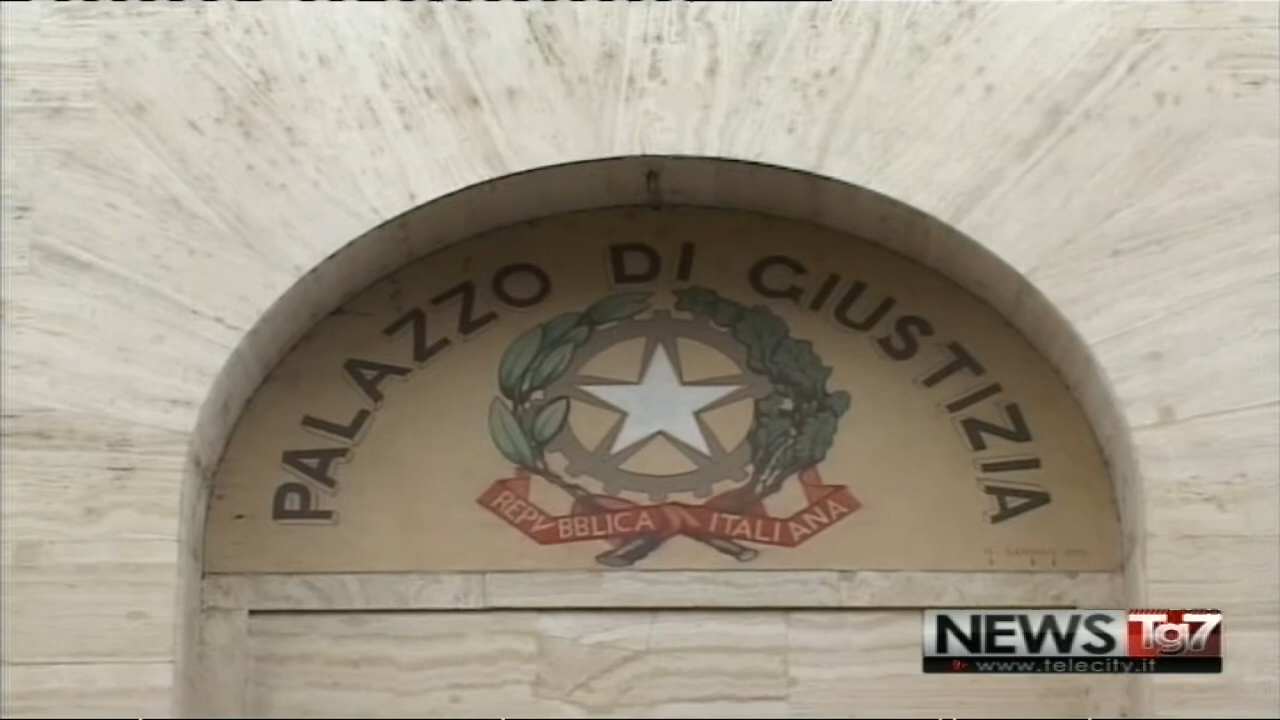 PALAZZO DI GIUSTIZIA
REPVBBLICA ITALIANA
NEWS Tg7
www.telecity.it